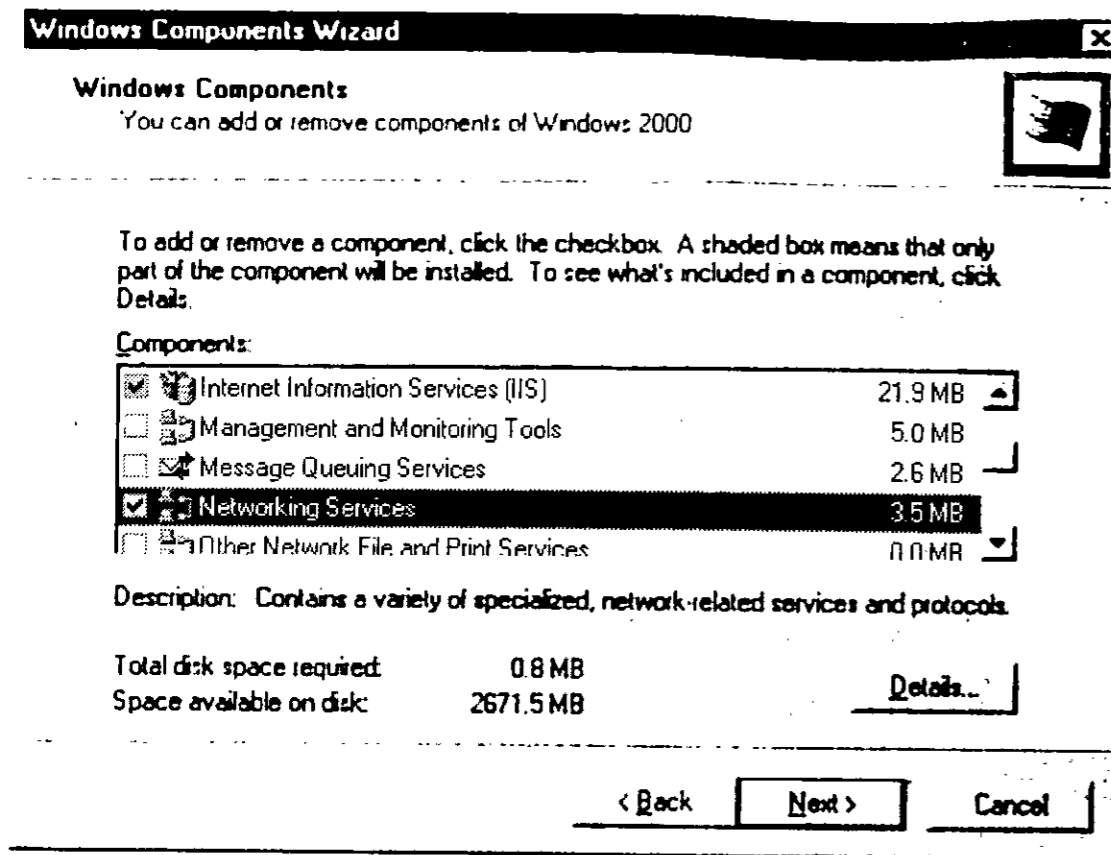 Windows Components Wizard
Windows Components
You can add or remove components of Windows 2000
To add or remove a component, click the checkbox. A shaded box means that only
part of the component will be installed. To see what's included in a component, click
Details.
Components:
Internet Information Services (IIS) 21.9 MB
Management and Monitoring Tools 5.0 MB
Message Queuing Services 2.6 MB
Networking Services 3.5 MB
Other Network File and Print Services 0.0 MB
Description: Contains a variety of specialized, network-related services and protocols.
Total disk space required: 0.8 MB
Space available on disk: 2671.5 MB
Details...
< Back Next > Cancel